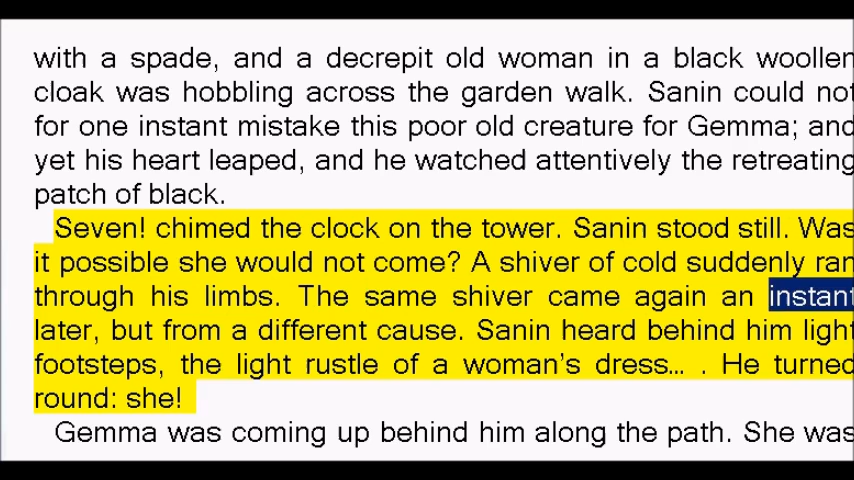 with a spade, and a decrepit old woman in a black woollen
cloak was hobbling across the garden walk. Sanin could not
for one instant mistake this poor old creature for Gemma; and
yet his heart leaped, and he watched attentively the retreating
patch of black.
Seven! chimed the clock on the tower. Sanin stood still. Was
it possible she would not come? A shiver of cold suddenly ran
through his limbs. The same shiver came again an instant
later, but from a different cause. Sanin heard behind him light
footsteps, the light rustle of a woman’s dress... . He turned
round: she!
Gemma was coming up behind him along the path. She was